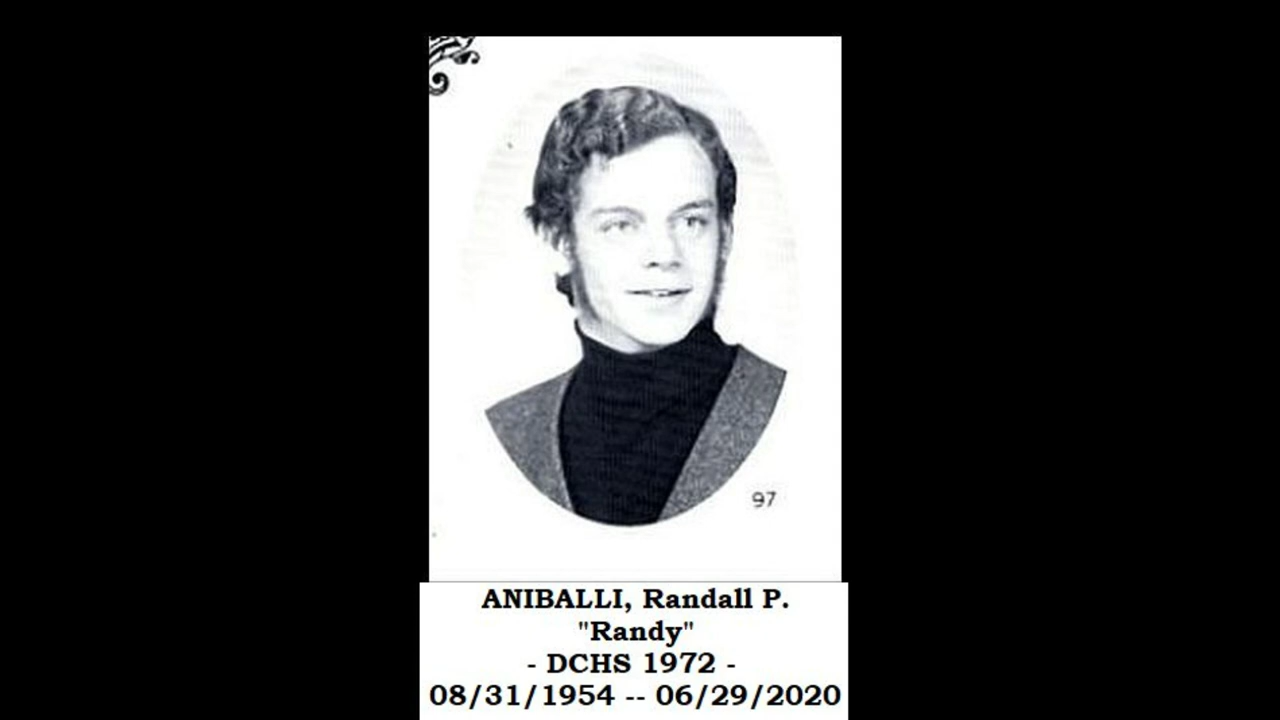 97
ANIBALLI, Randall P.
"Randy"
- DCHS 1972 -
08/31/1954 -- 06/29/2020